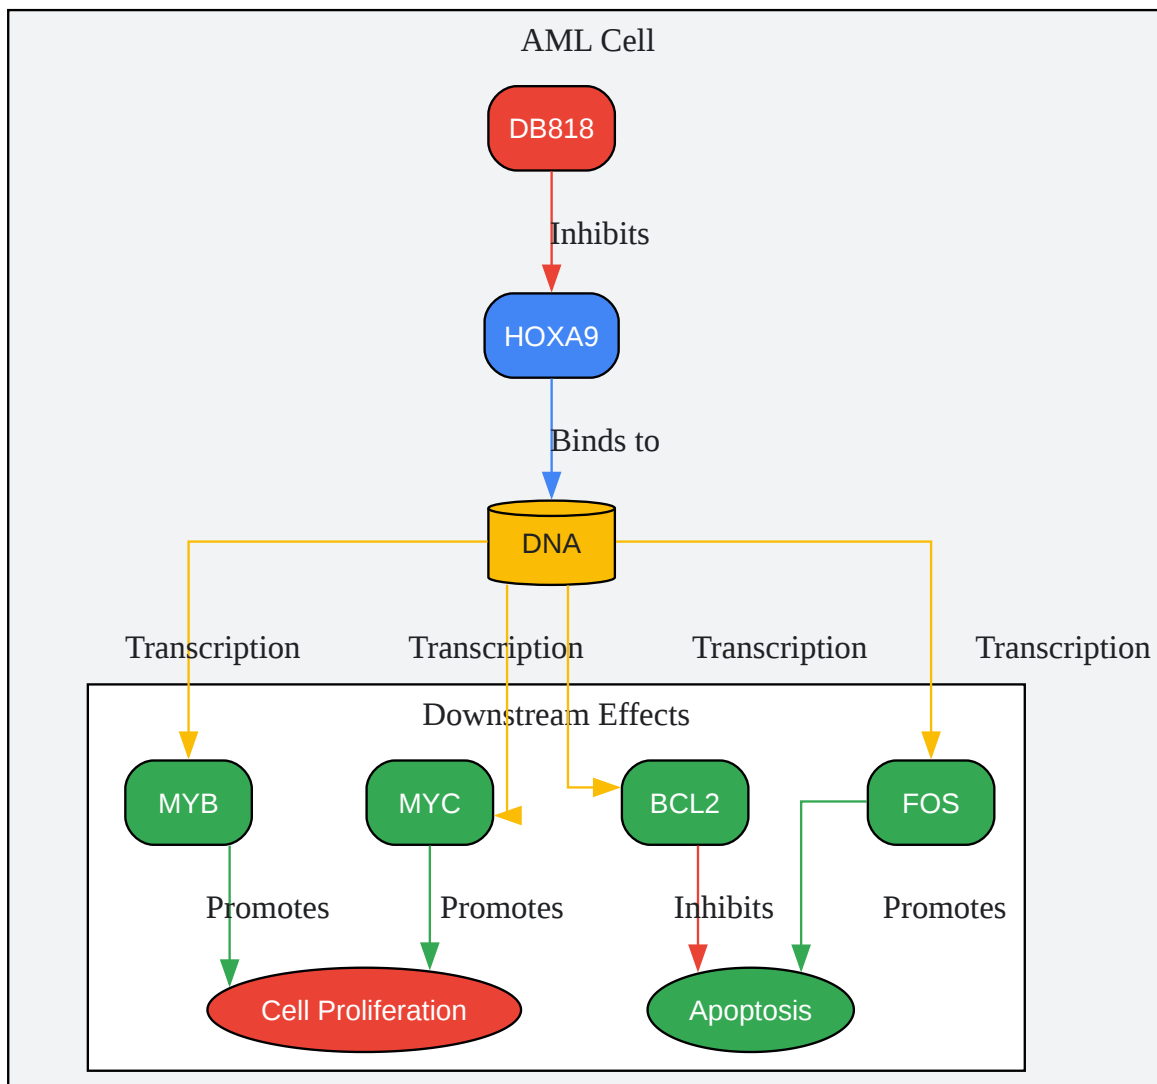 AML Cell
DB818
Inhibits
HOXA9
Binds to
DNA
Transcription
Transcription
Transcription
Transcription
Downstream Effects
MYB
MYC
BCL2
FOS
Promotes
Promotes
Inhibits
Promotes
Cell Proliferation
Apoptosis